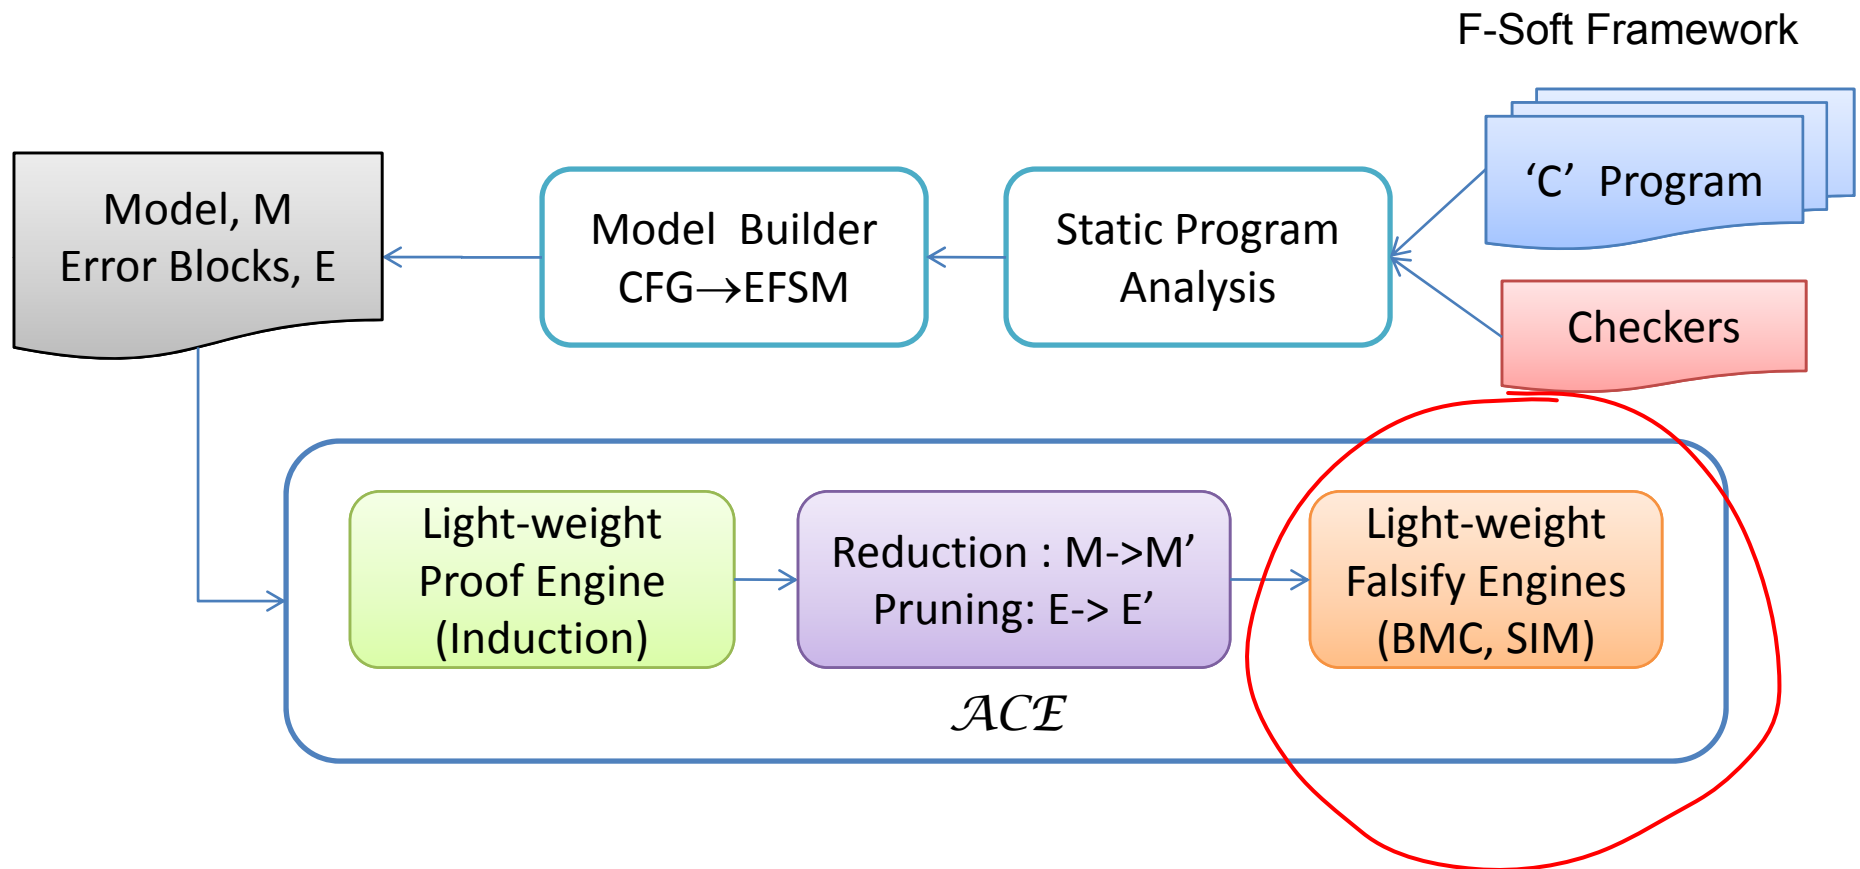 F-Soft Framework
‘C’  Program
Checkers
Static Program
Analysis
Model  Builder
CFG→EFSM
Model, M
Error Blocks, E
Light-weight
Proof Engine
(Induction)
Reduction : M->M’
Pruning: E-> E’
Light-weight
Falsify Engines
(BMC, SIM)
ACE